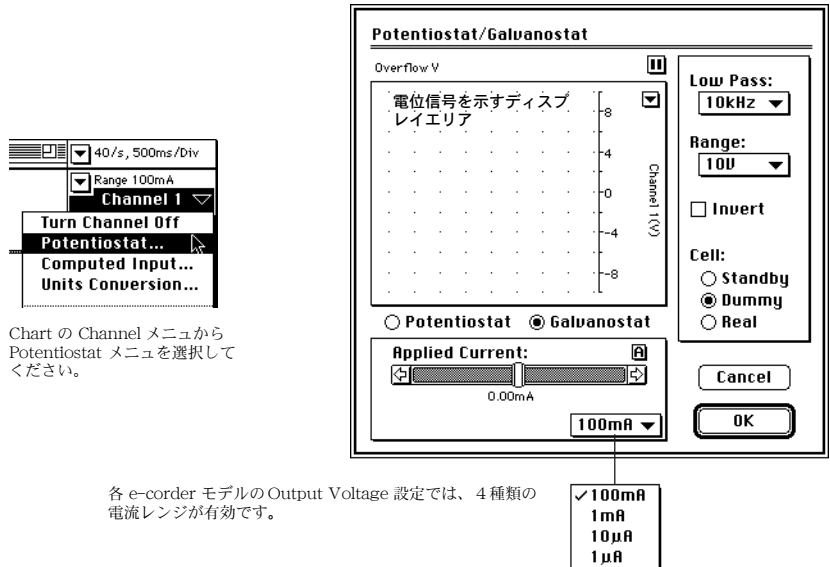 Potentiostat/Galvanostat
Overflow V
電位信号を示すディスプ
レイエリア
8
4
0
-4
-8
Channel 1 (V)
Low Pass:
10kHz
Range:
10V
Invert
Cell:
Standby
Dummy
Real
Potentiostat
Galvanostat
Applied Current:
A
0.00mA
100mA
Cancel
OK
40/s, 500ms/Div
Range 100mA
Channel 1
Turn Channel Off
Potentiostat...
Computed Input...
Units Conversion...
Chart の Channel メニューから
Potentiostat メニューを選択して
ください。
各 e-corder モデルの Output Voltage 設定では、４種類の
電流レンジが有効です。
✓100mA
1mA
10µA
1µA